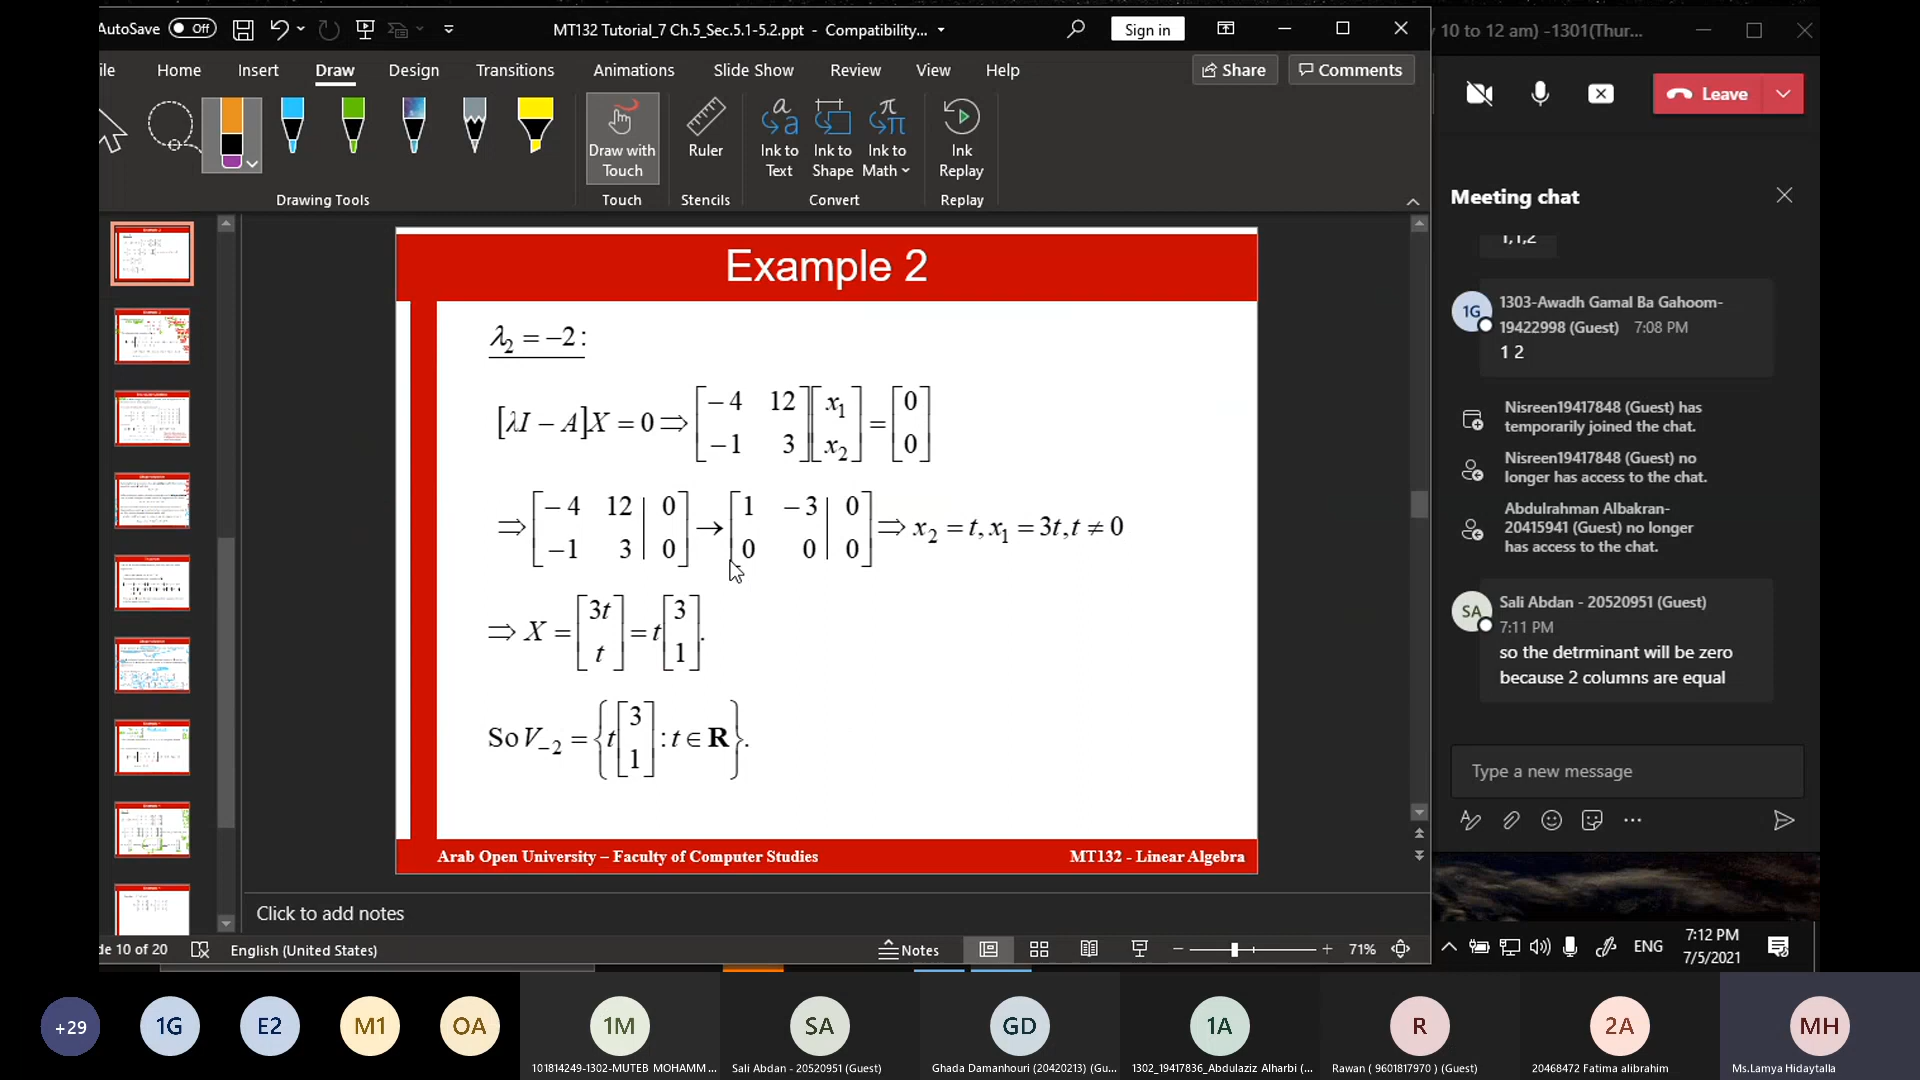 AutoSave Off
MT132 Tutorial_7 Ch.5_Sec.5.1-5.2.ppt - Compatibility...
Sign in
y 10 to 12 am) -1301(Thur...
ile Home Insert Draw Design Transitions Animations Slide Show Review View Help
Share
Comments
Leave
Draw with Touch
Ruler
Ink to Text
Ink to Shape
Ink to Math
Ink Replay
Drawing Tools
Touch
Stencils
Convert
Replay
Example 2
λ₂ = −2 :
[λI − A]X = 0 ⇒ [−4 12; −1 3][x₁; x₂] = [0; 0]
⇒ [−4 12 | 0; −1 3 | 0] → [1 −3 | 0; 0 0 | 0] ⇒ x₂ = t, x₁ = 3t, t ≠ 0
⇒ X = [3t; t] = t[3; 1].
So V₋₂ = {t[3; 1] : t ∈ R}.
Arab Open University – Faculty of Computer Studies
MT132 - Linear Algebra
Click to add notes
de 10 of 20
English (United States)
Notes
71%
Meeting chat
1,1,2
1G
1303-Awadh Gamal Ba Gahoom-
19422998 (Guest) 7:08 PM
1 2
Nisreen19417848 (Guest) has
temporarily joined the chat.
Nisreen19417848 (Guest) no
longer has access to the chat.
Abdulrahman Albakran-
20415941 (Guest) no longer
has access to the chat.
SA
Sali Abdan - 20520951 (Guest)
7:11 PM
so the detrminant will be zero
because 2 columns are equal
Type a new message
ENG
7:12 PM
7/5/2021
+29 1G E2 M1 OA 1M SA GD 1A R 2A MH
101814249-1302-MUTEB MOHAMM...
Sali Abdan - 20520951 (Guest)
Ghada Damanhouri (20420213) (Gu...
1302_19417836_Abdulaziz Alharbi (...
Rawan ( 9601817970 ) (Guest)
20468472 Fatima alibrahim
Ms.Lamya Hidaytalla